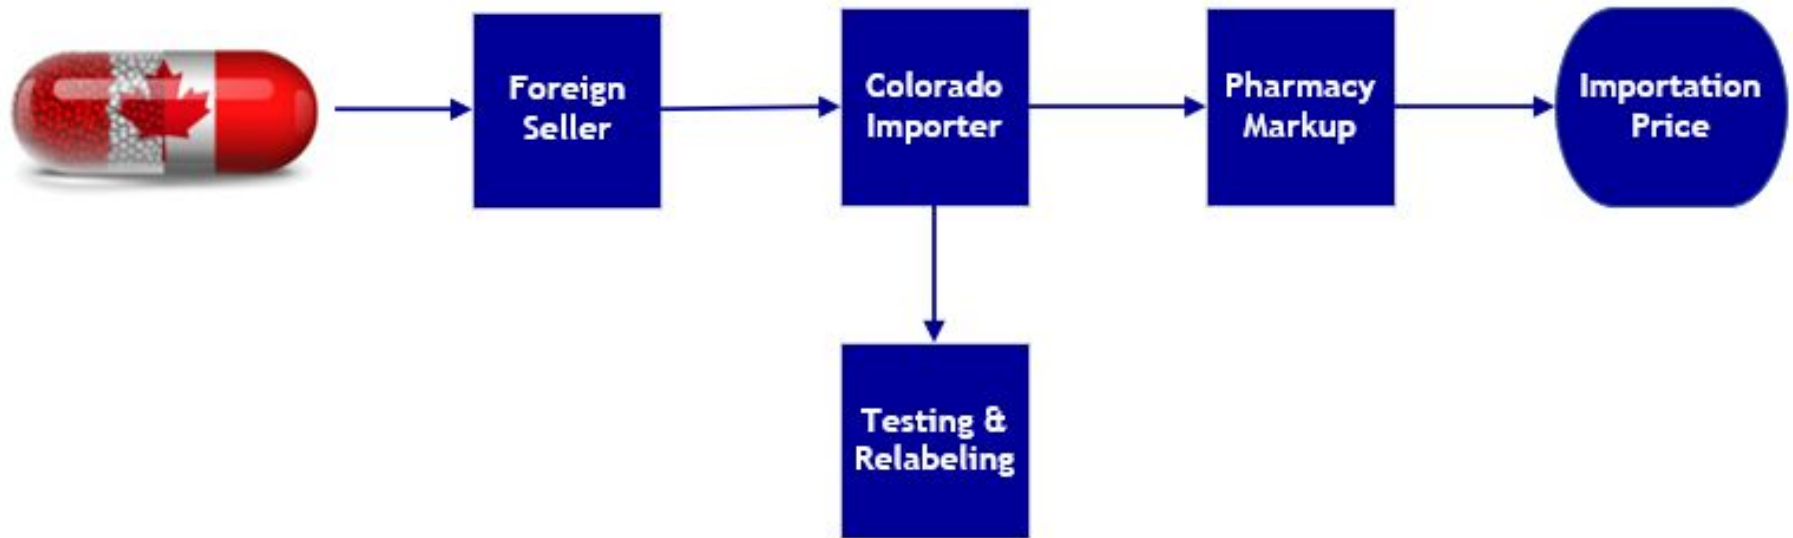 Foreign
Seller
Colorado
Importer
Pharmacy
Markup
Importation
Price
Testing &
Relabeling